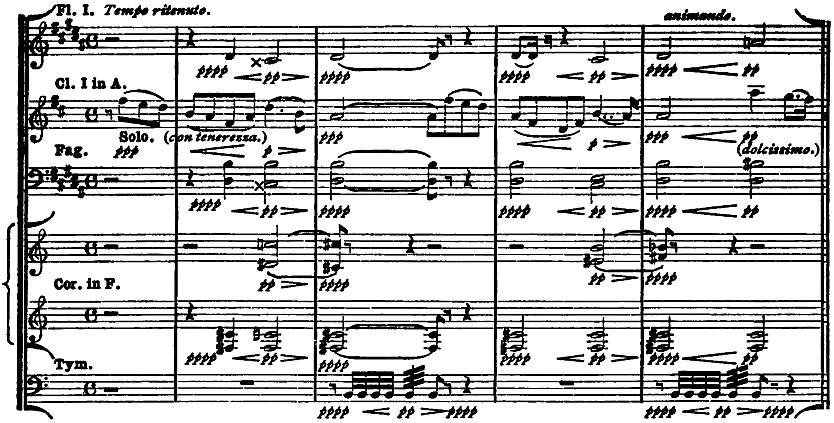 Fl. I. Tempo ritenuto. animando.
pppp pp pppp pppp pp pppp pp
Cl. I in A.
Solo. (con tenerezza.)
ppp p ppp p ppp pp
(dolcissimo.)
Fag.
pppp pp pppp pppp pp pppp pp
pp pppp pp pppp
Cor. in F.
pppp pp pppp pppp pp pppp pp
Tym.
pppp pp pppp pppp pp pppp